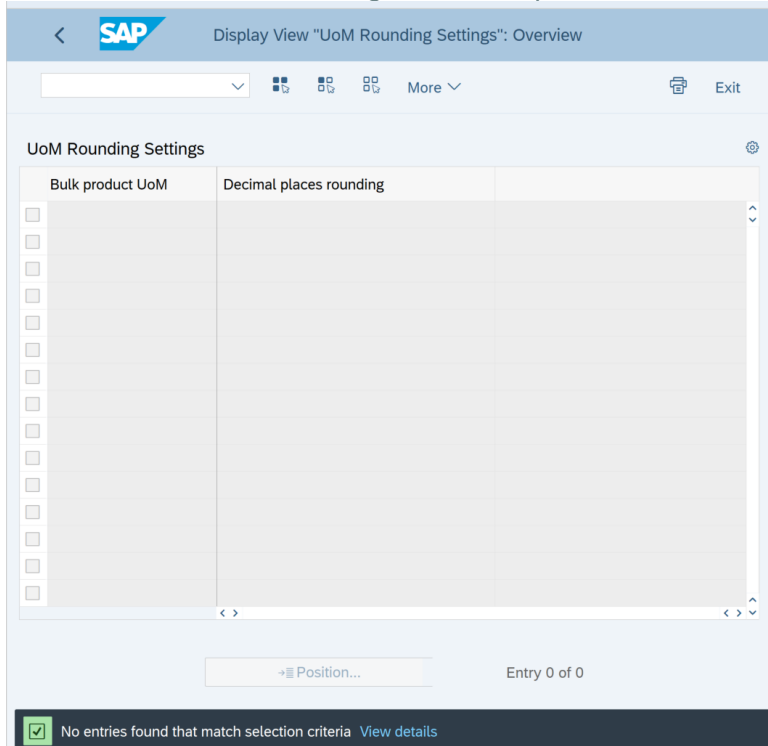 SAP
Display View "UoM Rounding Settings": Overview
More
Exit
UoM Rounding Settings
Bulk product UoM
Decimal places rounding
Position...
Entry 0 of 0
No entries found that match selection criteria View details